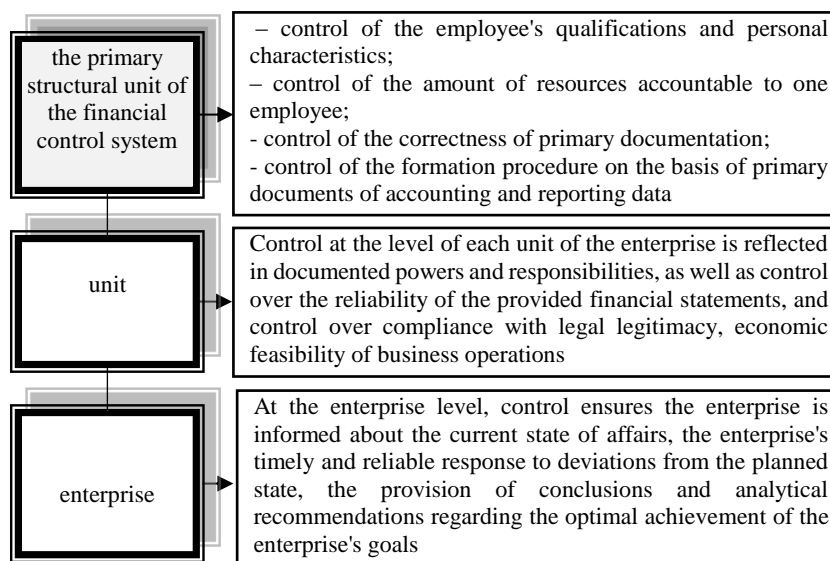 the primary
structural unit of
the financial
control system
– control of the employee's qualifications and personal
characteristics;
– control of the amount of resources accountable to one
employee;
- control of the correctness of primary documentation;
- control of the formation procedure on the basis of primary
documents of accounting and reporting data
unit
Control at the level of each unit of the enterprise is reflected
in documented powers and responsibilities, as well as control
over the reliability of the provided financial statements, and
control over compliance with legal legitimacy, economic
feasibility of business operations
enterprise
At the enterprise level, control ensures the enterprise is
informed about the current state of affairs, the enterprise's
timely and reliable response to deviations from the planned
state, the provision of conclusions and analytical
recommendations regarding the optimal achievement of the
enterprise's goals